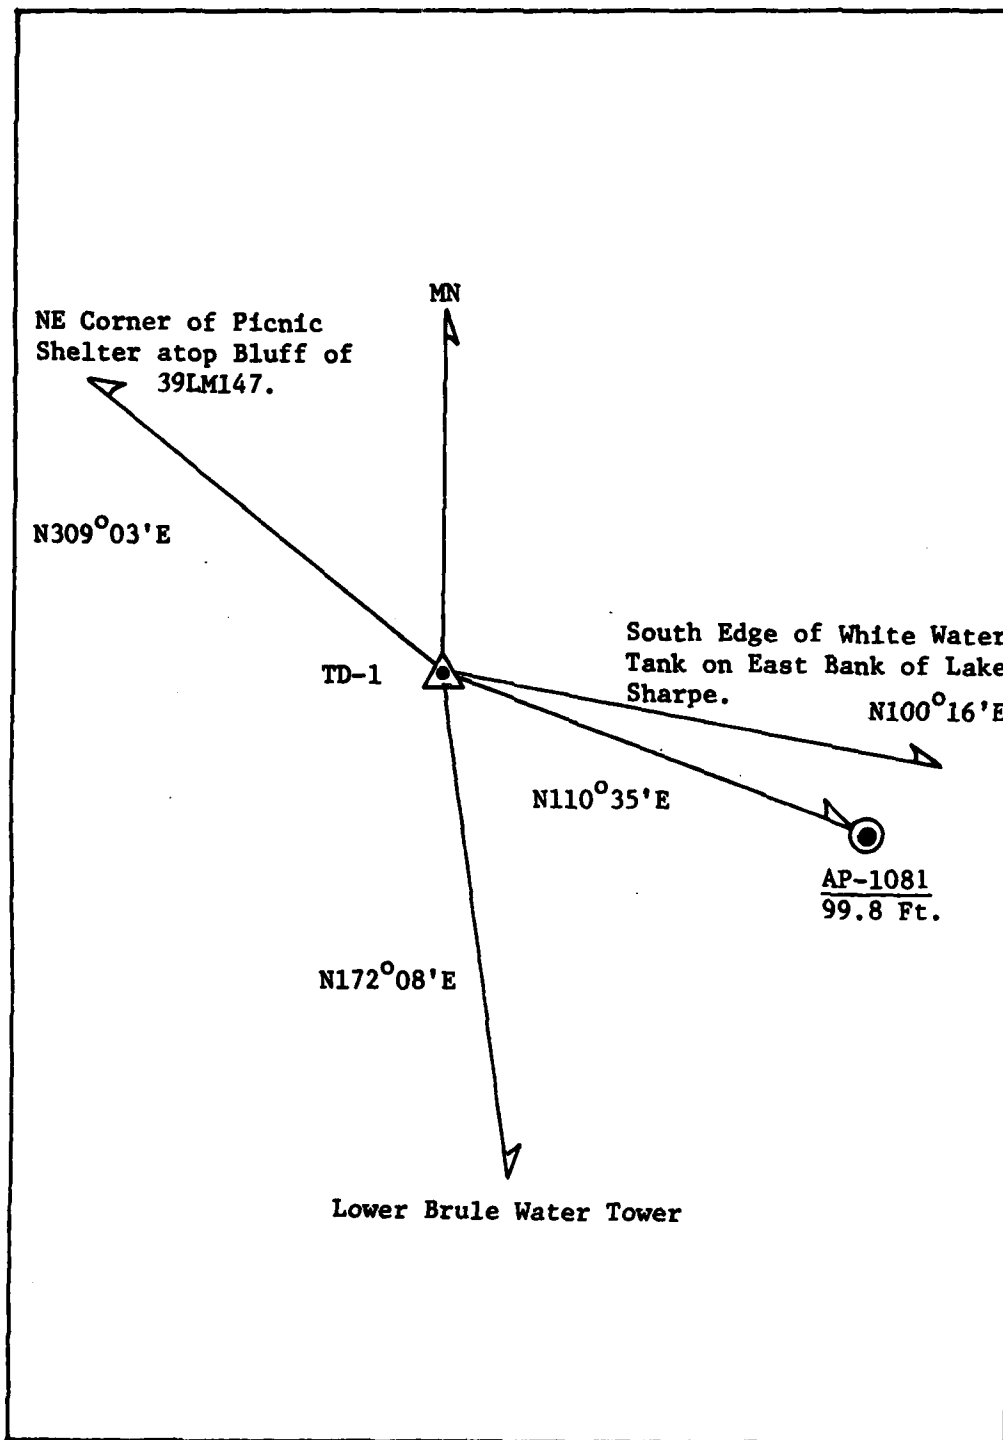 MN
NE Corner of Picnic
Shelter atop Bluff of
39LM147.
N309°03'E
TD-1
South Edge of White Water
Tank on East Bank of Lake
Sharpe.
N100°16'E
N110°35'E
AP-1081
99.8 Ft.
N172°08'E
Lower Brule Water Tower